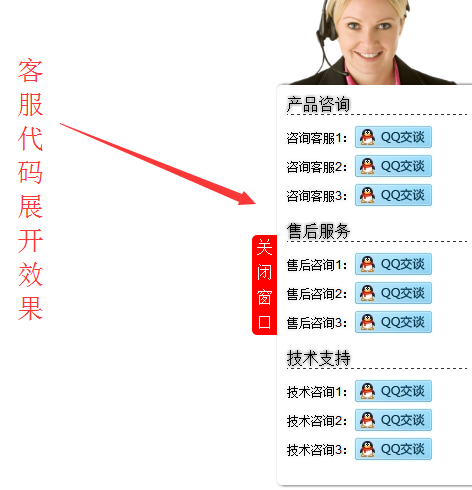 客服代码展开效果
关闭窗口
产品咨询
咨询客服1： QQ交谈
咨询客服2： QQ交谈
咨询客服3： QQ交谈
售后服务
售后咨询1： QQ交谈
售后咨询2： QQ交谈
售后咨询3： QQ交谈
技术支持
技术咨询1： QQ交谈
技术咨询2： QQ交谈
技术咨询3： QQ交谈